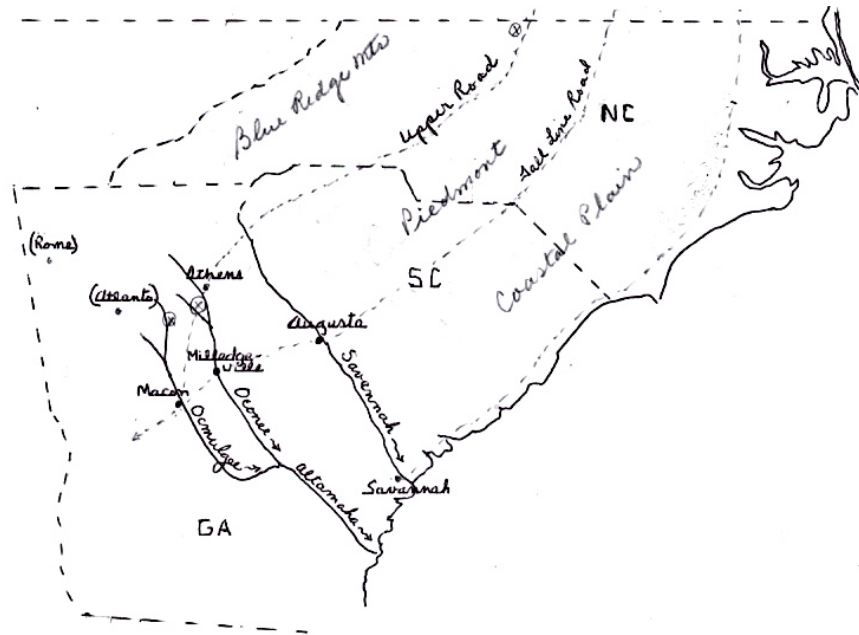 Blue Ridge Mts
Upper Road
Fall Line Road
NC
Piedmont
Coastal Plain
SC
(Rome)
Athens
(Atlanta)
Augusta
Milledge-
ville
Macon
Savannah
Oconee
Ocmulgee
Altamaha
Savannah
GA